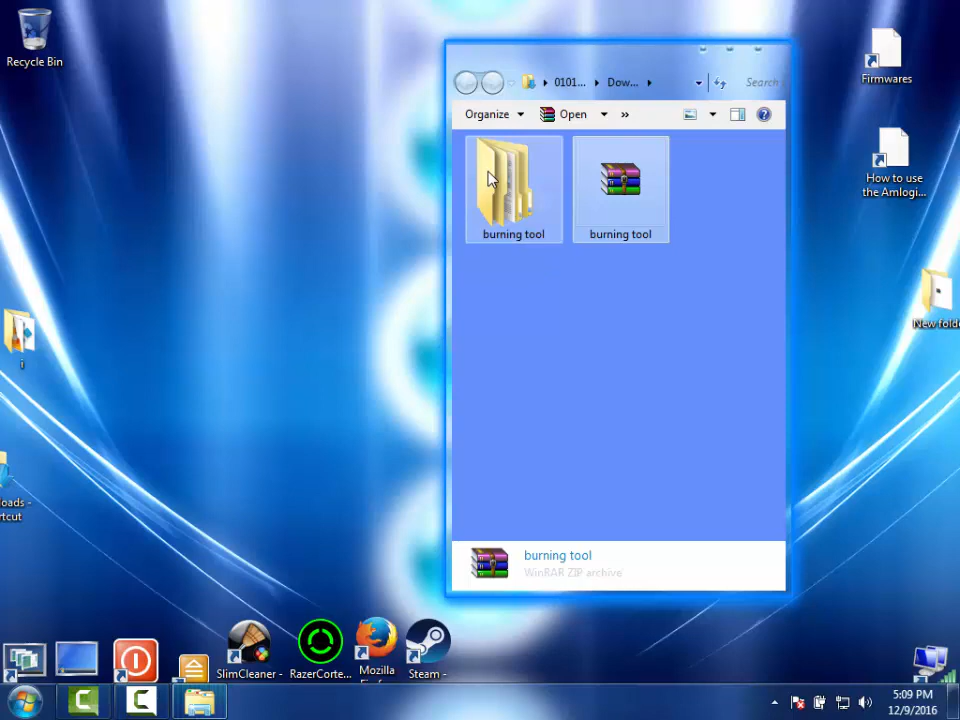 Recycle Bin
Firmwares
How to use
the Amlogi...
New fold
i
oads -
rtcut
0101...
Dow...
Search
Organize
Open
»
burning tool
burning tool
burning tool
WinRAR ZIP archive
SlimCleaner -
RazerCorte...
Mozilla
Steam -
5:09 PM
12/9/2016